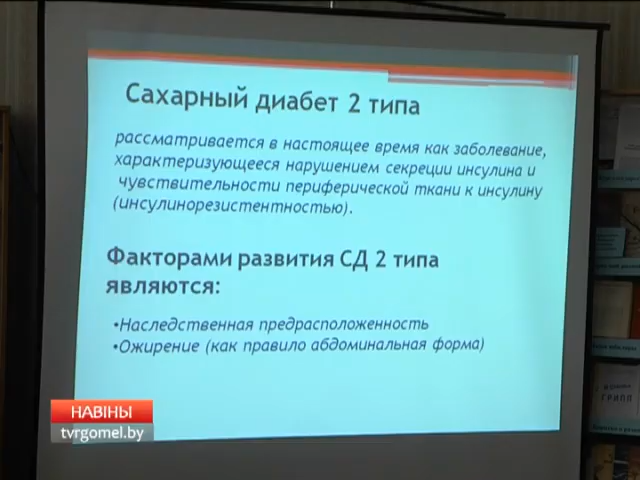 Сахарный диабет 2 типа
рассматривается в настоящее время как заболевание,
характеризующееся нарушением секреции инсулина и
чувствительности периферической ткани к инсулину
(инсулинорезистентностью).
Факторами развития СД 2 типа
являются:
•Наследственная предрасположенность
•Ожирение (как правило абдоминальная форма)
НАВІНЫ
tvrgomel.by
ГРИПП